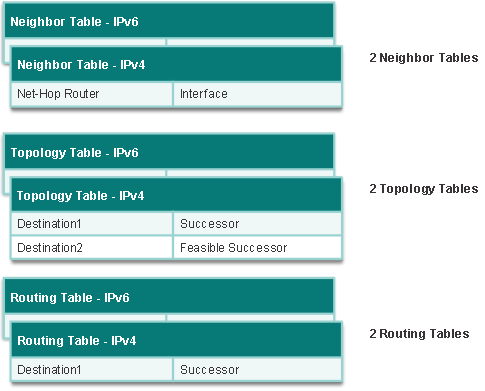 Neighbor Table - IPv6
Neighbor Table - IPv4
Net-Hop Router Interface
2 Neighbor Tables
Topology Table - IPv6
Topology Table - IPv4
Destination1 Successor
Destination2 Feasible Successor
2 Topology Tables
Routing Table - IPv6
Routing Table - IPv4
Destination1 Successor
2 Routing Tables